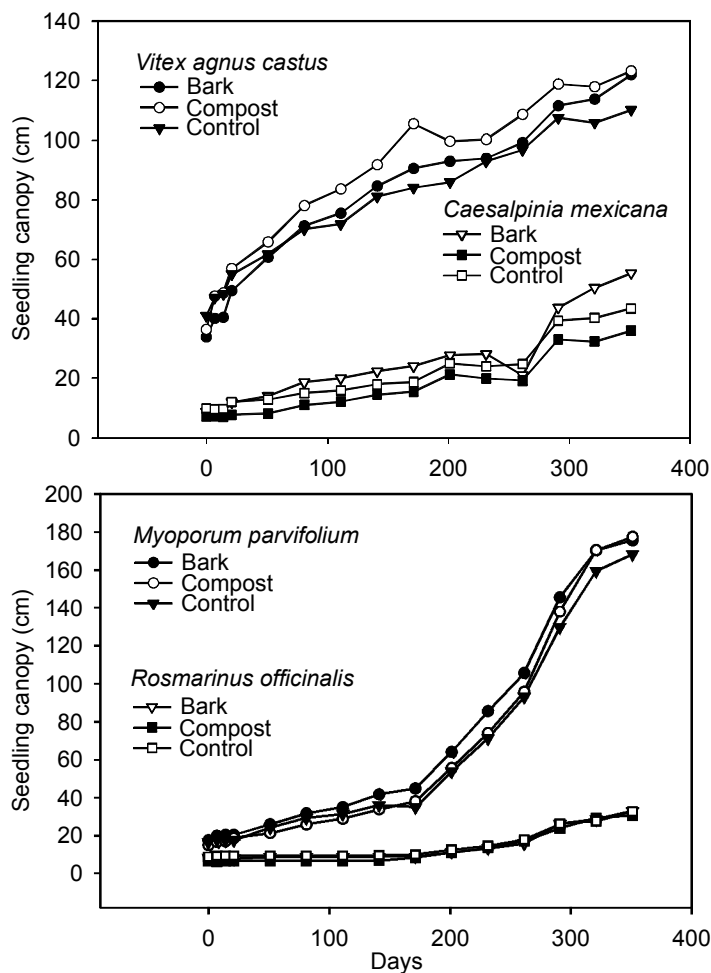 140
120
100
80
60
40
20
0
Seedling canopy (cm)
Vitex agnus castus
Bark
Compost
Control
Caesalpinia mexicana
Bark
Compost
Control
0 100 200 300 400
200
180
160
140
120
100
80
60
40
20
0
Seedling canopy (cm)
Myoporum parvifolium
Bark
Compost
Control
Rosmarinus officinalis
Bark
Compost
Control
0 100 200 300 400
Days